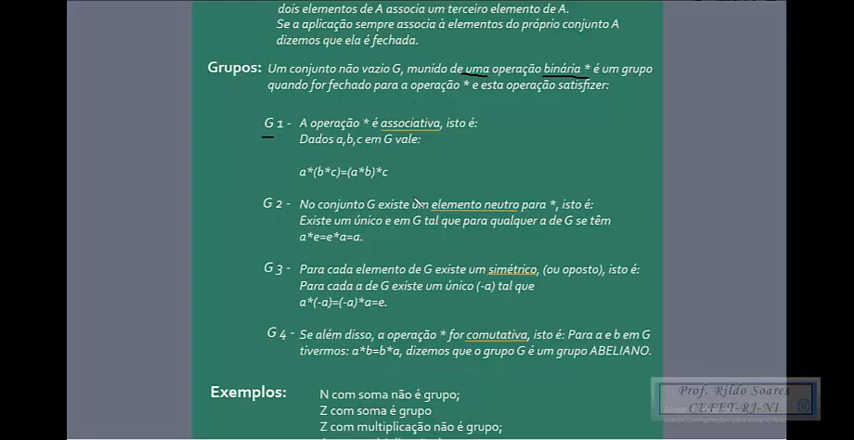 dois elementos de A associa um terceiro elemento de A.
Se a aplicação sempre associa à elementos do próprio conjunto A
dizemos que ela é fechada.
Grupos: Um conjunto não vazio G, munido de uma operação binária * é um grupo
quando for fechado para a operação * e esta operação satisfizer:
G 1 - A operação * é associativa, isto é:
Dados a,b,c em G vale:
a*(b*c)=(a*b)*c
G 2 - No conjunto G existe um elemento neutro para *, isto é:
Existe um único e em G tal que para qualquer a de G se têm
a*e=e*a=a.
G 3 - Para cada elemento de G existe um simétrico, (ou oposto), isto é:
Para cada a de G existe um único (-a) tal que
a*(-a)=(-a)*a=e.
G 4 - Se além disso, a operação * for comutativa, isto é: Para a e b em G
tivermos: a*b=b*a, dizemos que o grupo G é um grupo ABELIANO.
Exemplos: N com soma não é grupo;
Z com soma é grupo
Z com multiplicação não é grupo;
Prof. Rildo Soares
CEFET-RJ-NI